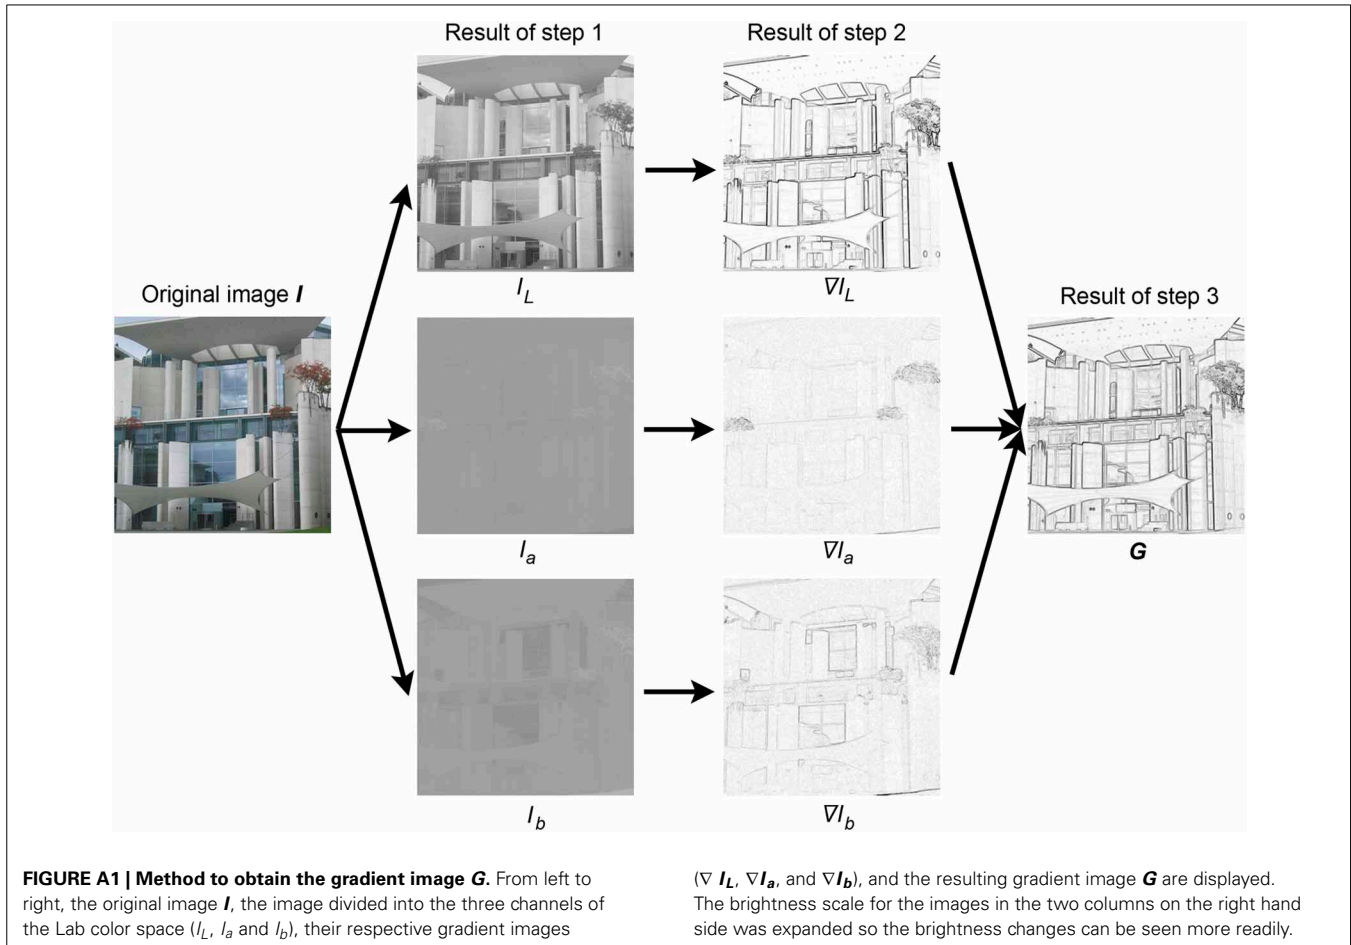 Result of step 1
Result of step 2
I_L
∇I_L
Original image I
Result of step 3
I_a
∇I_a
G
I_b
∇I_b
FIGURE A1 | Method to obtain the gradient image G. From left to
right, the original image I, the image divided into the three channels of
the Lab color space (I_L, I_a and I_b), their respective gradient images
(∇ I_L, ∇I_a, and ∇I_b), and the resulting gradient image G are displayed.
The brightness scale for the images in the two columns on the right hand
side was expanded so the brightness changes can be seen more readily.